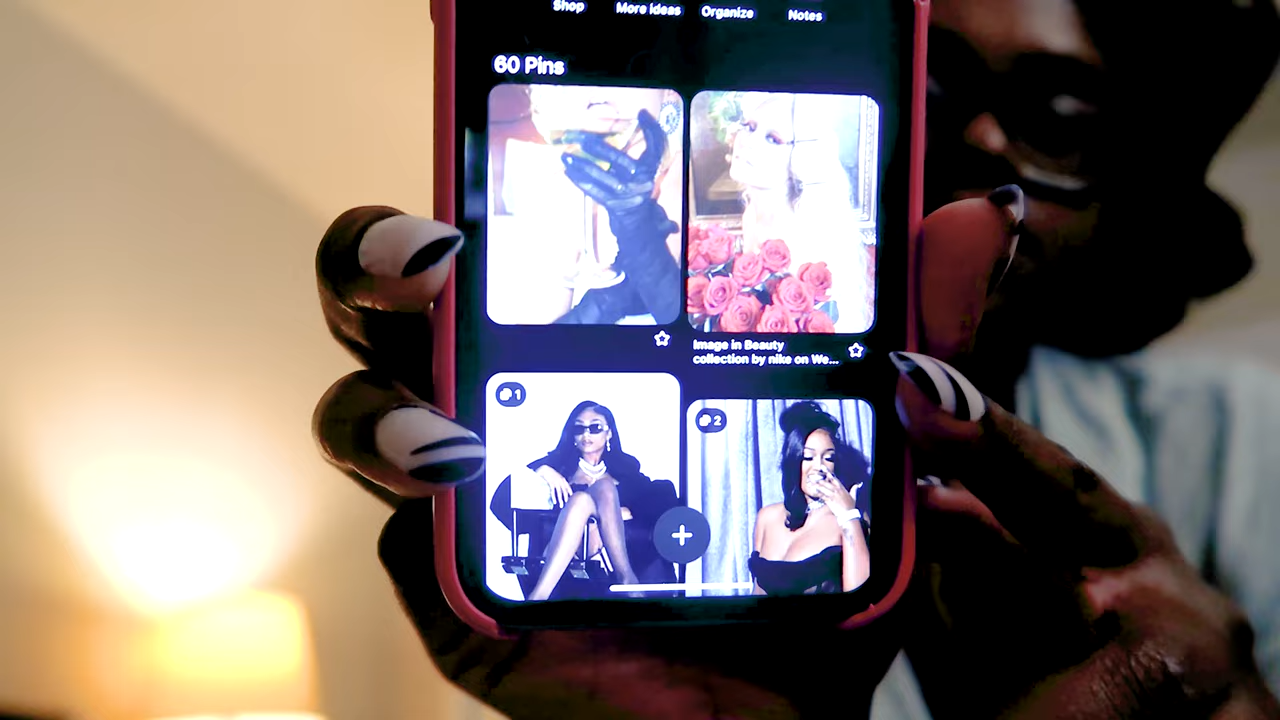 Shop
More ideas
Organize
Notes
60 Pins
Image in Beauty
collection by nike on We...
1
2